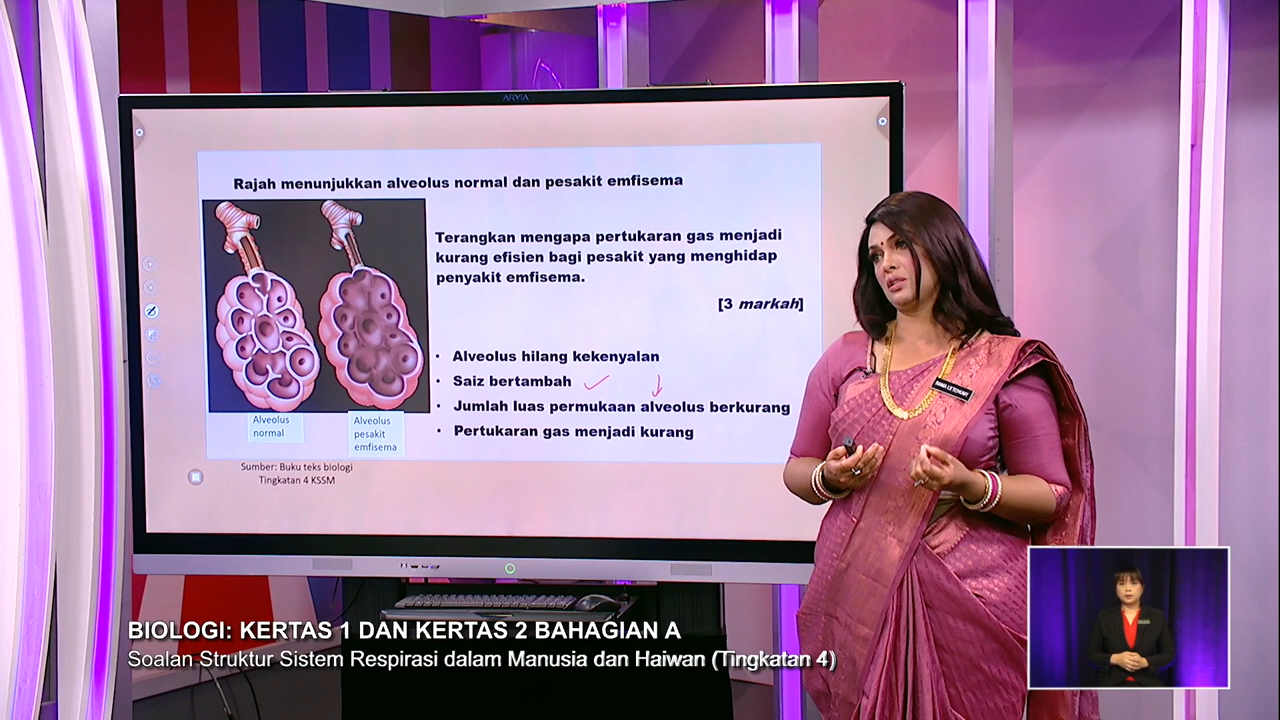 ARVIA
Rajah menunjukkan alveolus normal dan pesakit emfisema
Terangkan mengapa pertukaran gas menjadi
kurang efisien bagi pesakit yang menghidap
penyakit emfisema.
[3 markah]
• Alveolus hilang kekenyalan
• Saiz bertambah
• Jumlah luas permukaan alveolus berkurang
• Pertukaran gas menjadi kurang
Alveolus
normal
Alveolus
pesakit
emfisema
Sumber: Buku teks biologi
Tingkatan 4 KSSM
BIOLOGI: KERTAS 1 DAN KERTAS 2 BAHAGIAN A
Soalan Struktur Sistem Respirasi dalam Manusia dan Haiwan (Tingkatan 4)